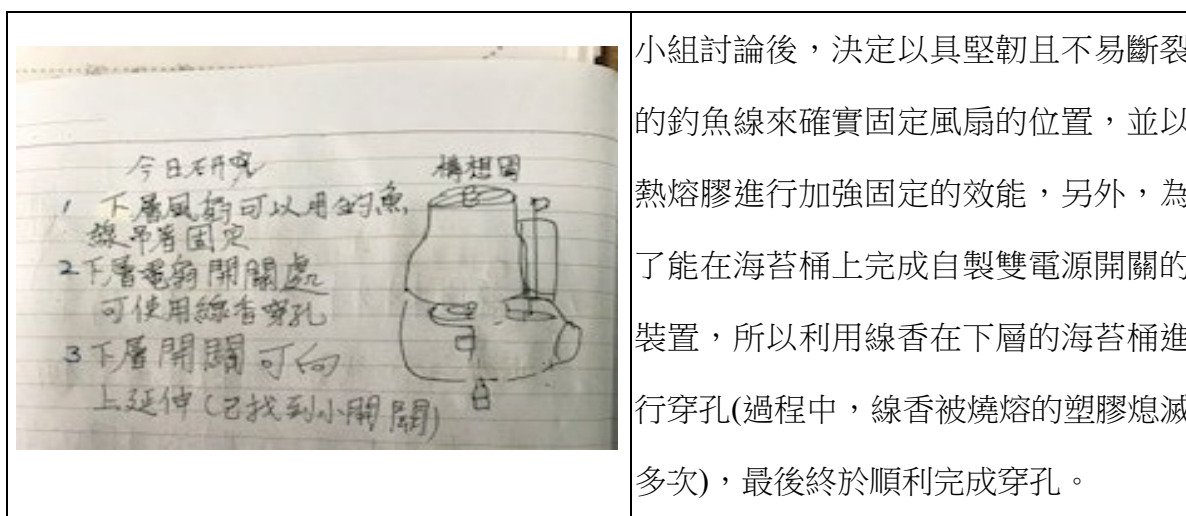 今日研究
構想圖
1 下層風扇可以用釣魚
線吊著固定
2 下層電扇開關處
可使用線香穿孔
3 下層開關可向
上延伸(已找到小開關)
小組討論後，決定以具堅韌且不易斷裂
的釣魚線來確實固定風扇的位置，並以
熱熔膠進行加強固定的效能，另外，為
了能在海苔桶上完成自製雙電源開關的
裝置，所以利用線香在下層的海苔桶進
行穿孔(過程中，線香被燒熔的塑膠熄滅
多次)，最後終於順利完成穿孔。